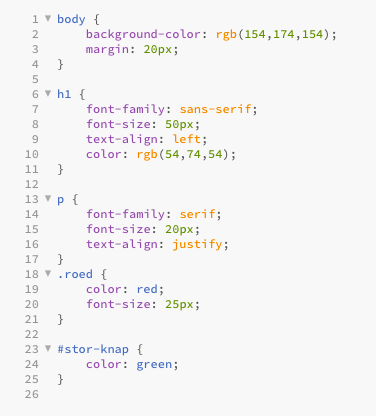 1 body {
2     background-color: rgb(154,174,154);
3     margin: 20px;
4 }
5
6 h1 {
7     font-family: sans-serif;
8     font-size: 50px;
9     text-align: left;
10     color: rgb(54,74,54);
11 }
12
13 p {
14     font-family: serif;
15     font-size: 20px;
16     text-align: justify;
17 }
18 .roed {
19     color: red;
20     font-size: 25px;
21 }
22
23 #stor-knap {
24     color: green;
25 }
26